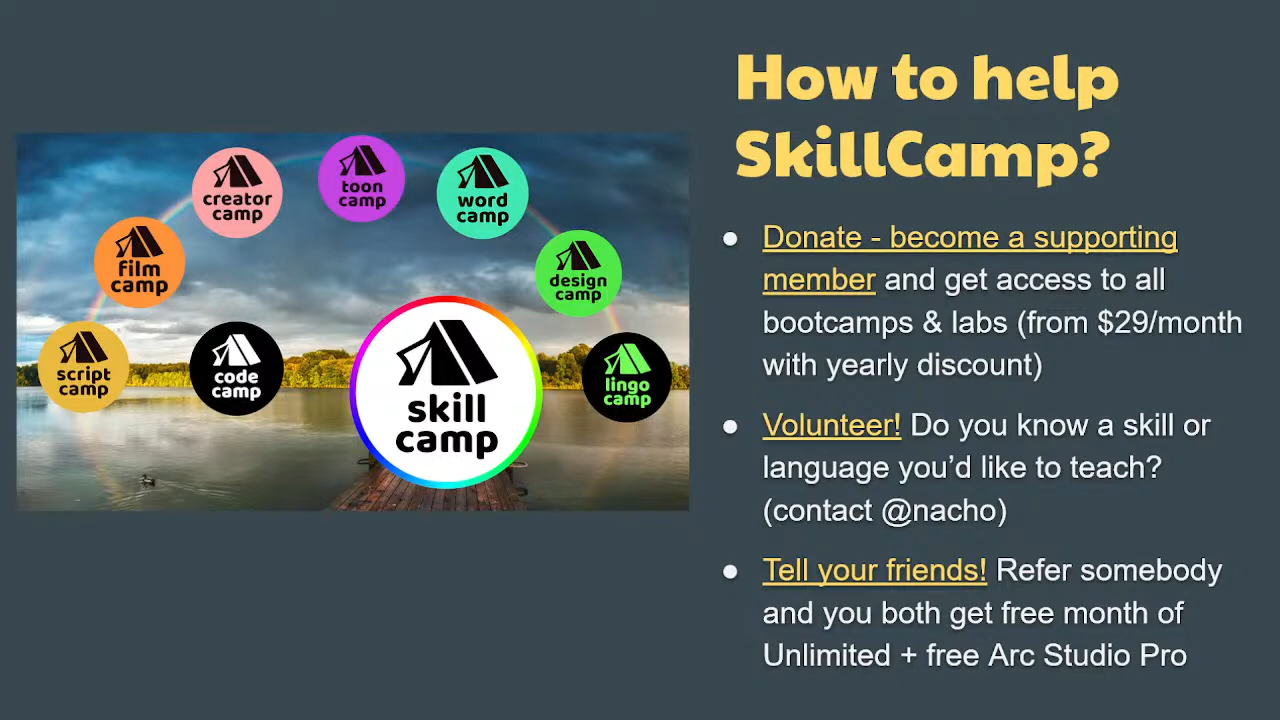 How to help
SkillCamp?
● Donate - become a supporting
member and get access to all
bootcamps & labs (from $29/month
with yearly discount)
● Volunteer! Do you know a skill or
language you’d like to teach?
(contact @nacho)
● Tell your friends! Refer somebody
and you both get free month of
Unlimited + free Arc Studio Pro
creator
camp
toon
camp
word
camp
film
camp
design
camp
script
camp
code
camp
skill
camp
lingo
camp